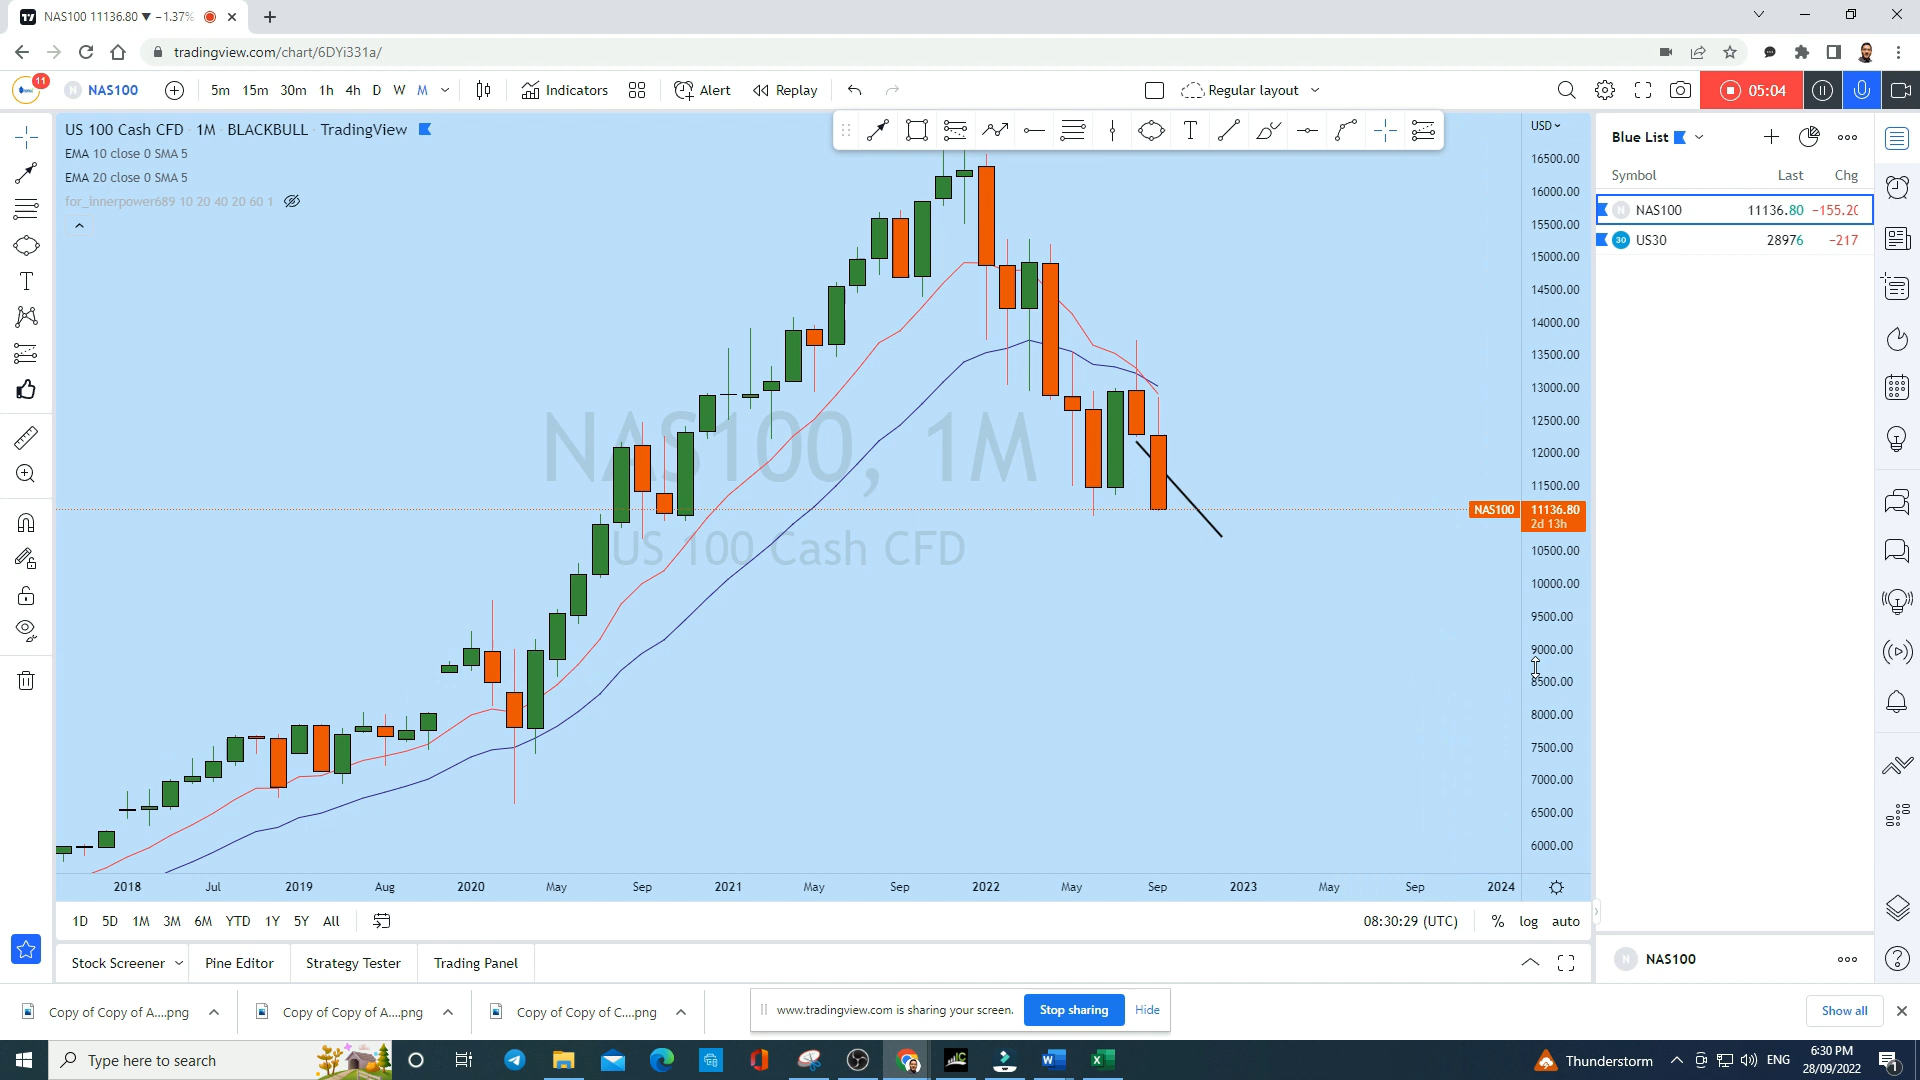 NAS100 11136.80 ▼ −1.37%
tradingview.com/chart/6DYi331a/
11
NAS100
5m 15m 30m 1h 4h D W M
Indicators
Alert
Replay
Regular layout
05:04
US 100 Cash CFD · 1M · BLACKBULL · TradingView
EMA 10 close 0 SMA 5
EMA 20 close 0 SMA 5
for_innerpower689 10 20 40 20 60 1
USD
16500.00
16000.00
15500.00
15000.00
14500.00
14000.00
13500.00
13000.00
12500.00
12000.00
11500.00
NAS100 11136.80
2d 13h
10500.00
10000.00
9500.00
9000.00
8500.00
8000.00
7500.00
7000.00
6500.00
6000.00
NAS100, 1M
US 100 Cash CFD
2018 Jul 2019 Aug 2020 May Sep 2021 May Sep 2022 May Sep 2023 May Sep 2024
Blue List
Symbol Last Chg
N NAS100 11136.80 −155.20
30 US30 28976 −217
1D 5D 1M 3M 6M YTD 1Y 5Y All
08:30:29 (UTC) % log auto
Stock Screener Pine Editor Strategy Tester Trading Panel
N NAS100
Copy of Copy of A....png
Copy of Copy of A....png
Copy of Copy of C....png
www.tradingview.com is sharing your screen. Stop sharing Hide
Show all
Type here to search
Thunderstorm
ENG
6:30 PM
28/09/2022
1